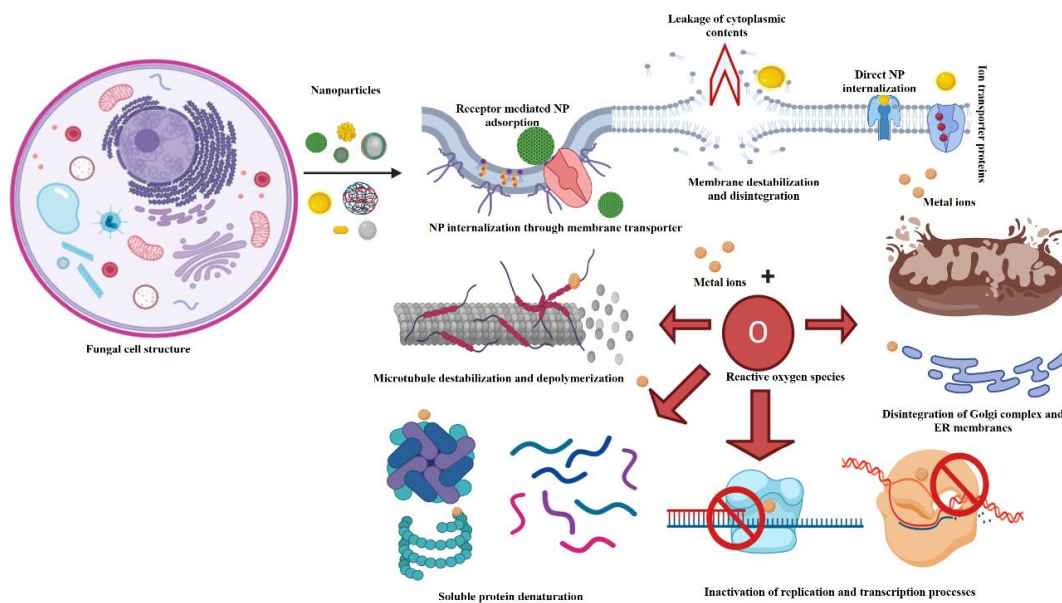 Leakage of cytoplasmic
contents
Nanoparticles
Receptor mediated NP
adsorption
Direct NP
internalization
Ion transporter proteins
Membrane destabilization
and disintegration
NP internalization through membrane transporter
Metal ions
Metal ions
+
O
Fungal cell structure
Microtubule destabilization and depolymerization
Reactive oxygen species
Disintegration of Golgi complex and
ER membranes
Soluble protein denaturation
Inactivation of replication and transcription processes